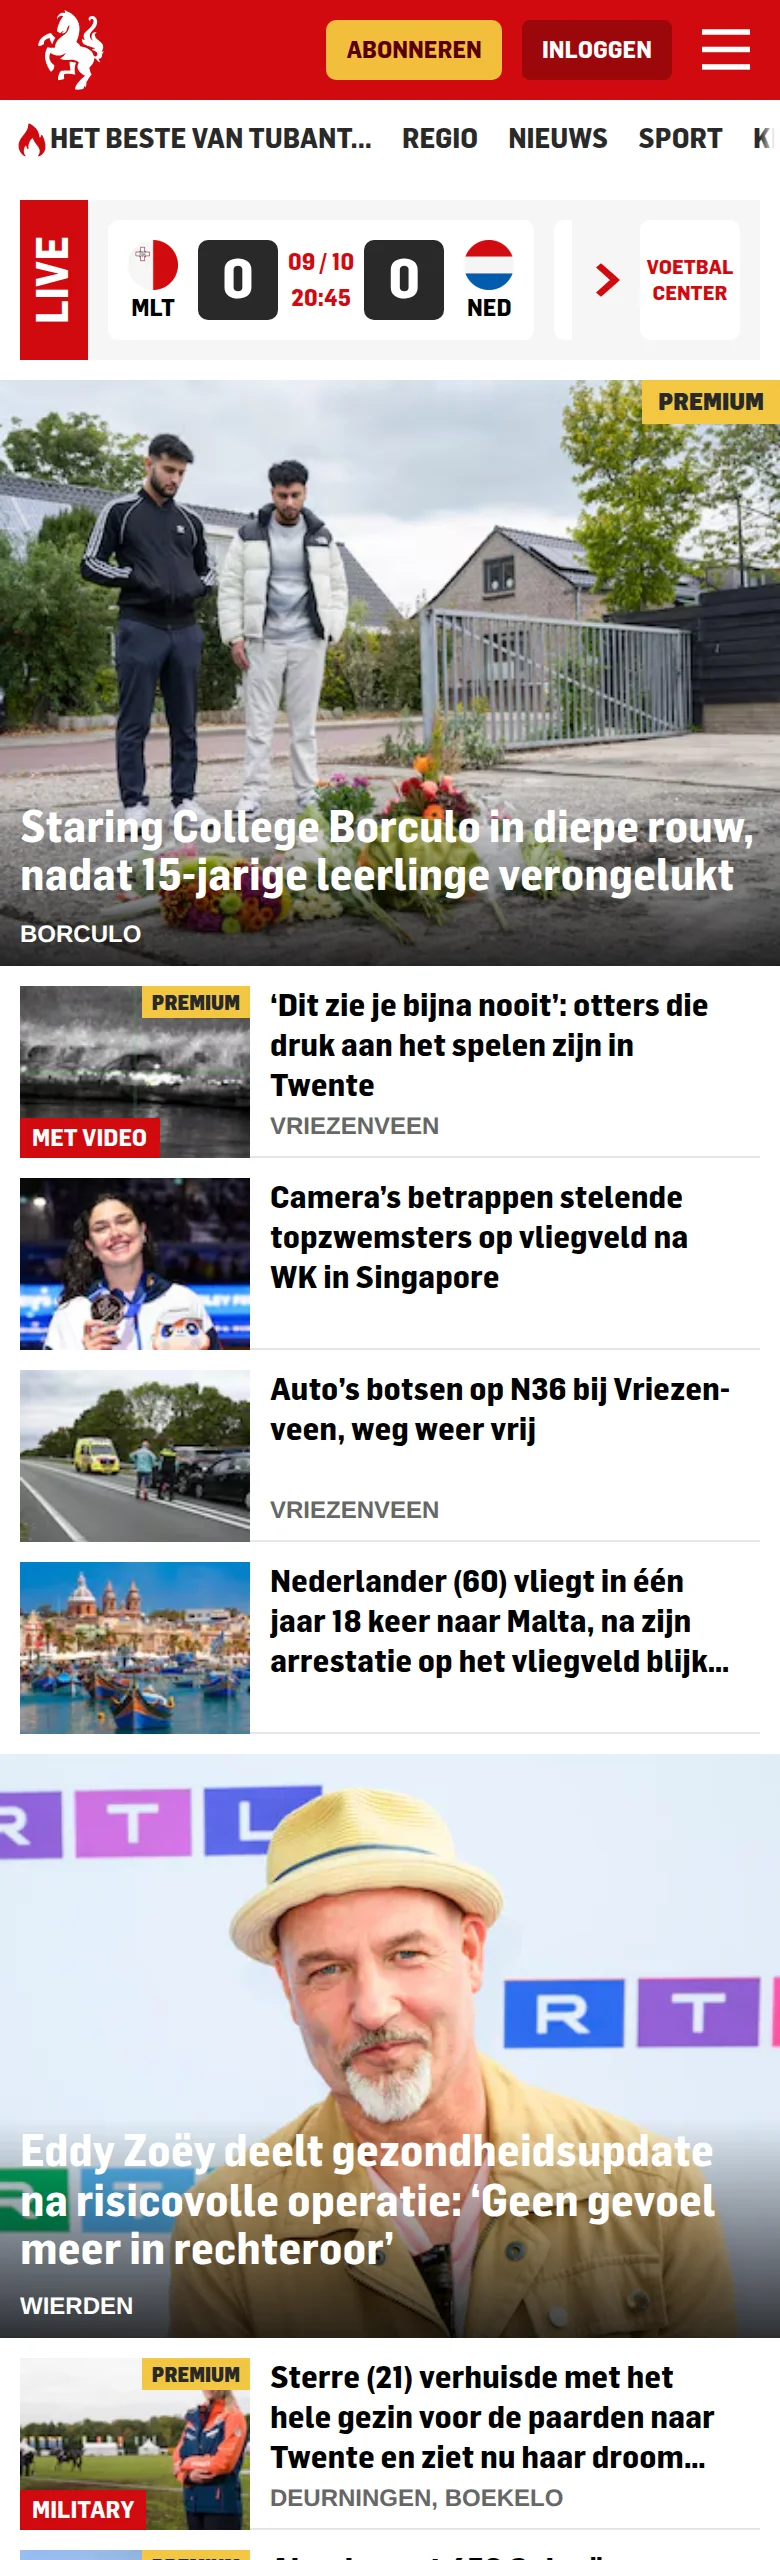 ABONNEREN
INLOGGEN
HET BESTE VAN TUBANT...
REGIO
NIEUWS
SPORT
LIVE
MLT
0
09 / 10
20:45
0
NED
VOETBAL
CENTER
PREMIUM
Staring College Borculo in diepe rouw,
nadat 15-jarige leerlinge verongelukt
BORCULO
PREMIUM
MET VIDEO
‘Dit zie je bijna nooit’: otters die
druk aan het spelen zijn in
Twente
VRIEZENVEEN
Camera’s betrappen stelende
topzwemsters op vliegveld na
WK in Singapore
Auto’s botsen op N36 bij Vriezen-
veen, weg weer vrij
VRIEZENVEEN
Nederlander (60) vliegt in één
jaar 18 keer naar Malta, na zijn
arrestatie op het vliegveld blijk...
RTL
RT
Eddy Zoëy deelt gezondheidsupdate
na risicovolle operatie: ‘Geen gevoel
meer in rechteroor’
WIERDEN
PREMIUM
MILITARY
Sterre (21) verhuisde met het
hele gezin voor de paarden naar
Twente en ziet nu haar droom...
DEURNINGEN, BOEKELO